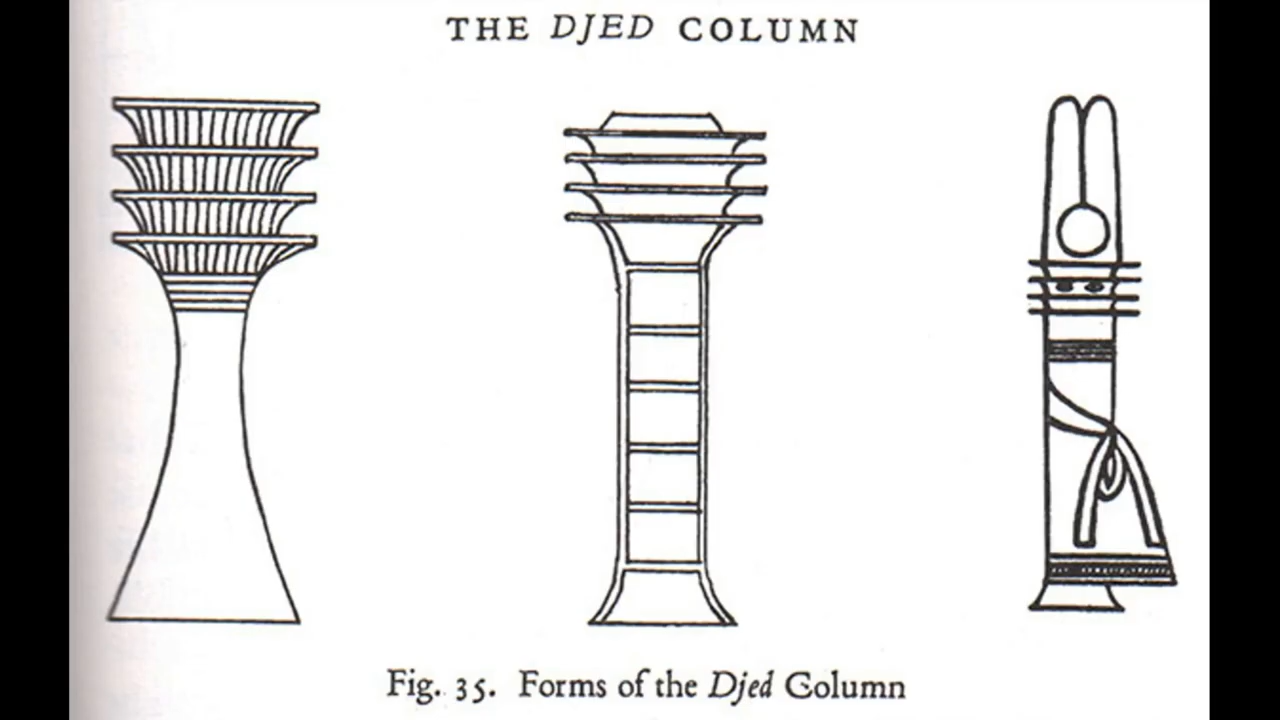 THE DJED COLUMN
Fig. 35. Forms of the Djed Column